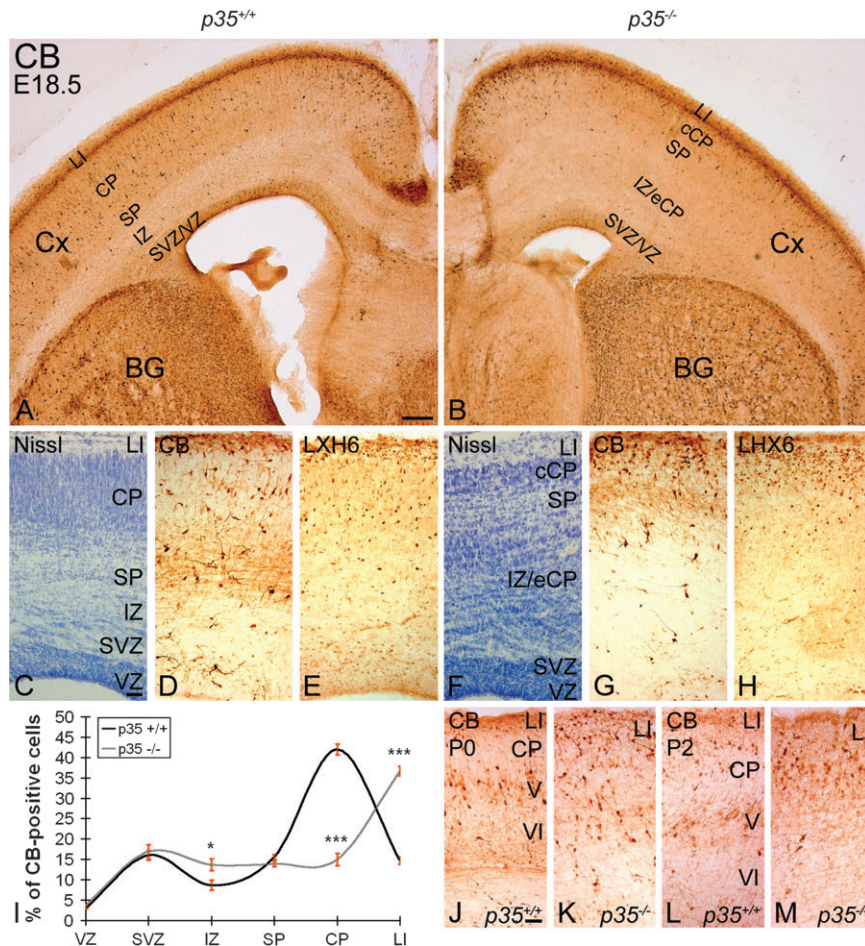 p35+/+
p35-/-
CB
E18.5
LI
CP
SP
IZ
SVZ/VZ
Cx
BG
A
LI
cCP
SP
IZ/eCP
SVZ/VZ
Cx
BG
B
Nissl
LI
CP
SP
IZ
SVZ
VZ
C
CB
D
LXH6
E
Nissl
LI
cCP
SP
IZ/eCP
SVZ
VZ
F
CB
G
LHX6
H
I
% of CB-positive cells
50
45
40
35
30
25
20
15
10
5
0
p35 +/+
p35 -/-
*
***
***
VZ
SVZ
IZ
SP
CP
LI
CB
LI
P0
CP
V
VI
J
p35+/+
LI
K
p35-/-
CB
LI
P2
CP
V
VI
L
p35+/+
M
p35-/-